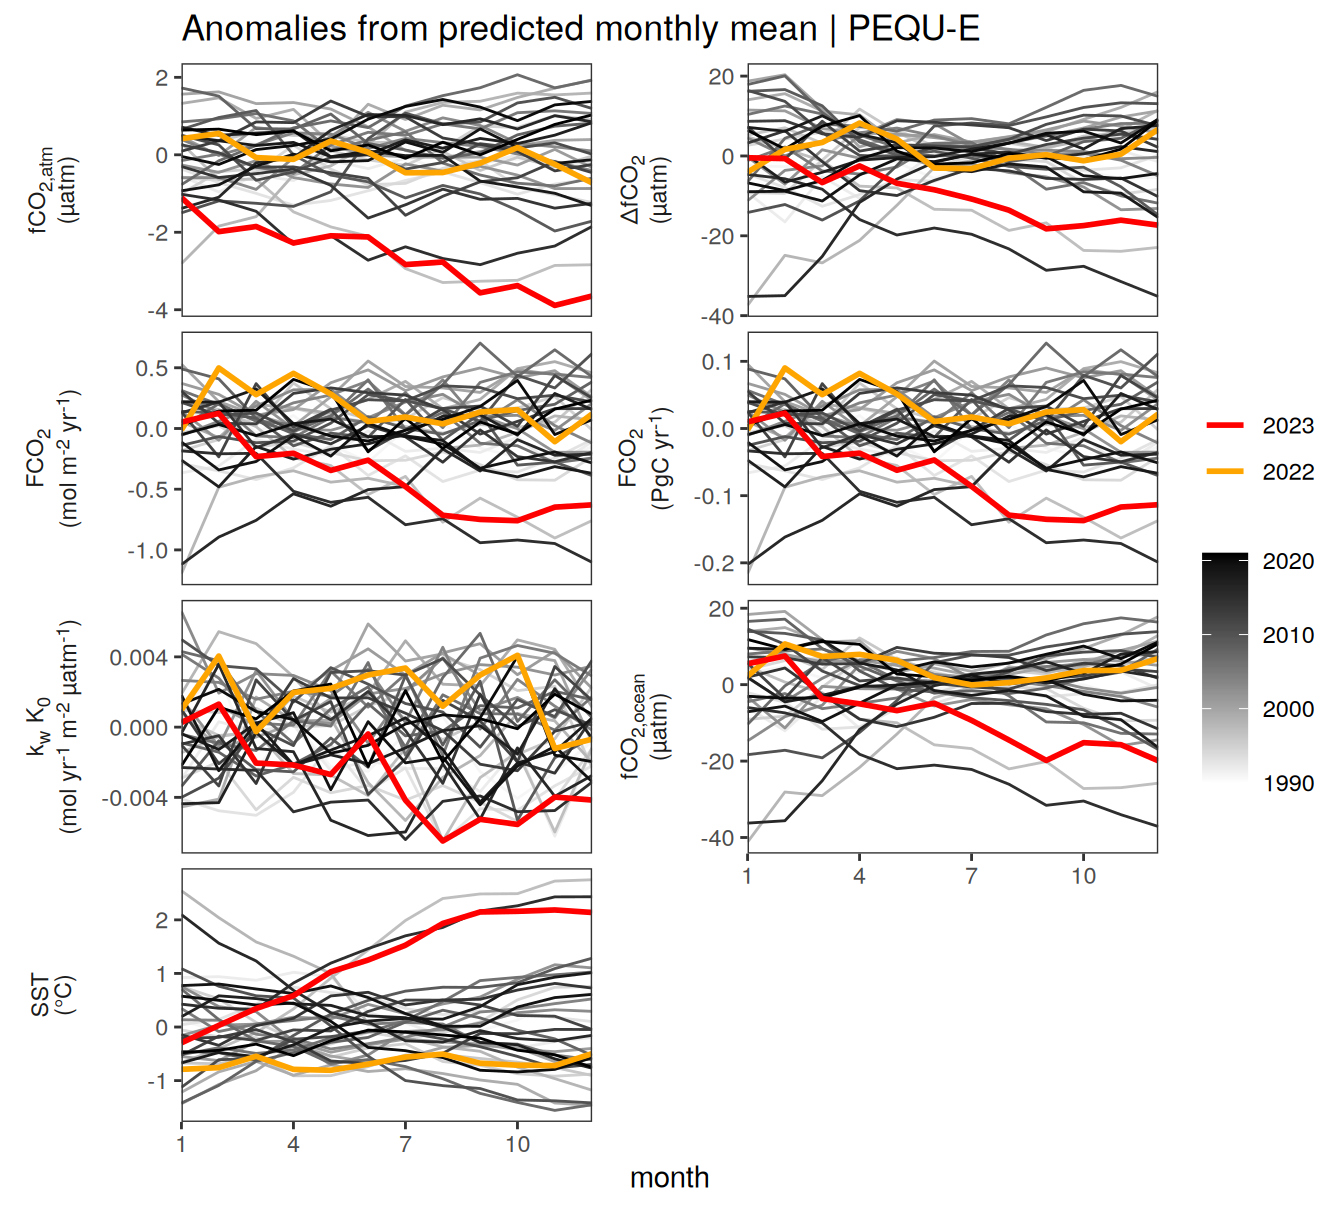 Anomalies from predicted monthly mean | PEQU-E
fCO2,atm
(µatm)
2
0
-2
-4
ΔfCO2
(µatm)
20
0
-20
-40
FCO2
(mol m-2 yr-1)
0.5
0.0
-0.5
-1.0
FCO2
(PgC yr-1)
0.1
0.0
-0.1
-0.2
kw K0
(mol yr-1 m-2 µatm-1)
0.004
0.000
-0.004
fCO2,ocean
(µatm)
20
0
-20
-40
1 4 7 10
SST
(°C)
2
1
0
-1
1 4 7 10
month
2023
2022
2020
2010
2000
1990